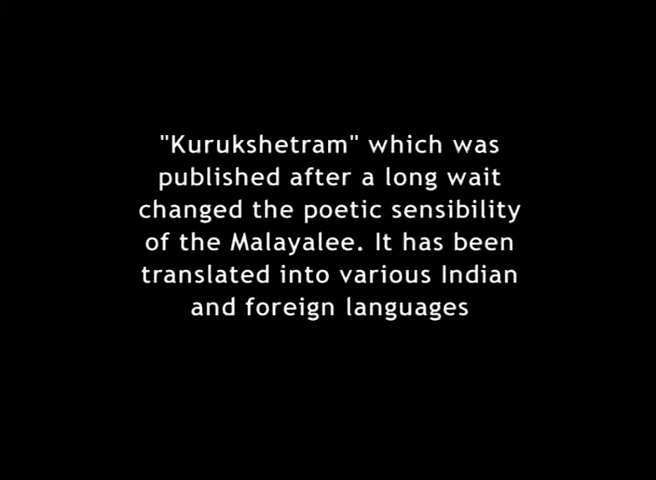 "Kurukshetram" which was
published after a long wait
changed the poetic sensibility
of the Malayalee. It has been
translated into various Indian
and foreign languages